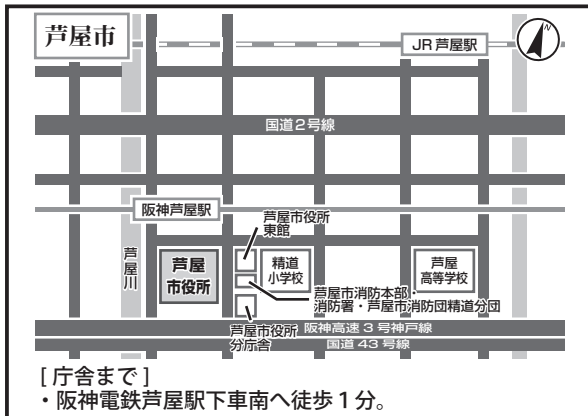 芦屋市
JR芦屋駅
N
国道2号線
阪神芦屋駅
芦屋市役所
東館
芦屋川
芦屋
市役所
精道
小学校
芦屋
高等学校
芦屋市消防本部・
消防署・芦屋市消防団精道分団
芦屋市役所
分庁舎
阪神高速3号神戸線
国道43号線
[庁舎まで]
・阪神電鉄芦屋駅下車南へ徒歩1分。